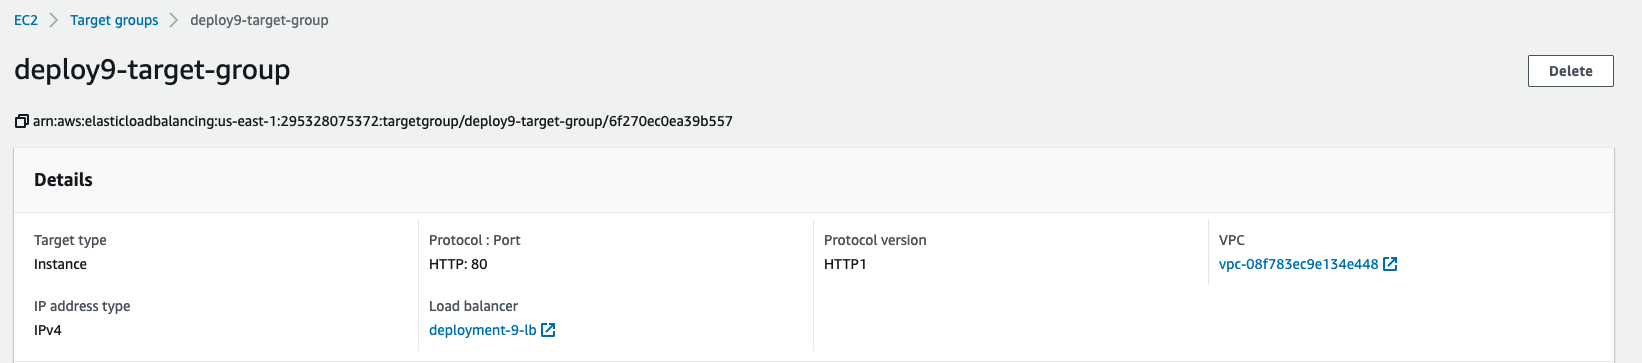 EC2 > Target groups > deploy9-target-group
deploy9-target-group
Delete
arn:aws:elasticloadbalancing:us-east-1:295328075372:targetgroup/deploy9-target-group/6f270ec0ea39b557
Details
Target type
Instance
Protocol : Port
HTTP: 80
Protocol version
HTTP1
VPC
vpc-08f783ec9e134e448
IP address type
IPv4
Load balancer
deployment-9-lb